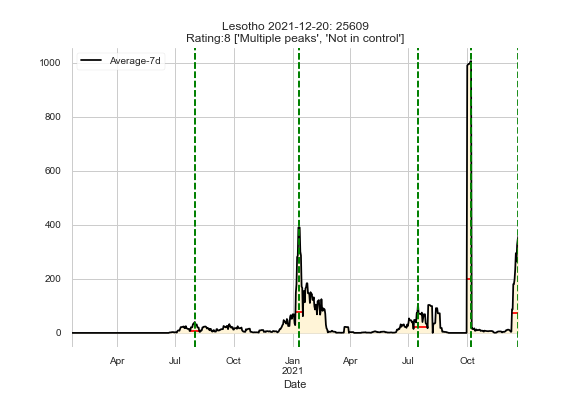 Lesotho 2021-12-20: 25609
Rating:8 ['Multiple peaks', 'Not in control']
Average-7d
1000
800
600
400
200
0
Apr Jul Oct Jan Apr Jul Oct
2021
Date